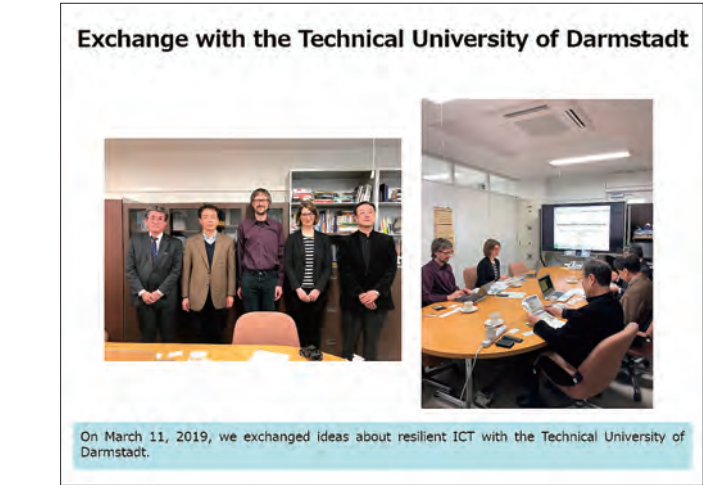 Exchange with the Technical University of Darmstadt
On March 11, 2019, we exchanged ideas about resilient ICT with the Technical University of
Darmstadt.